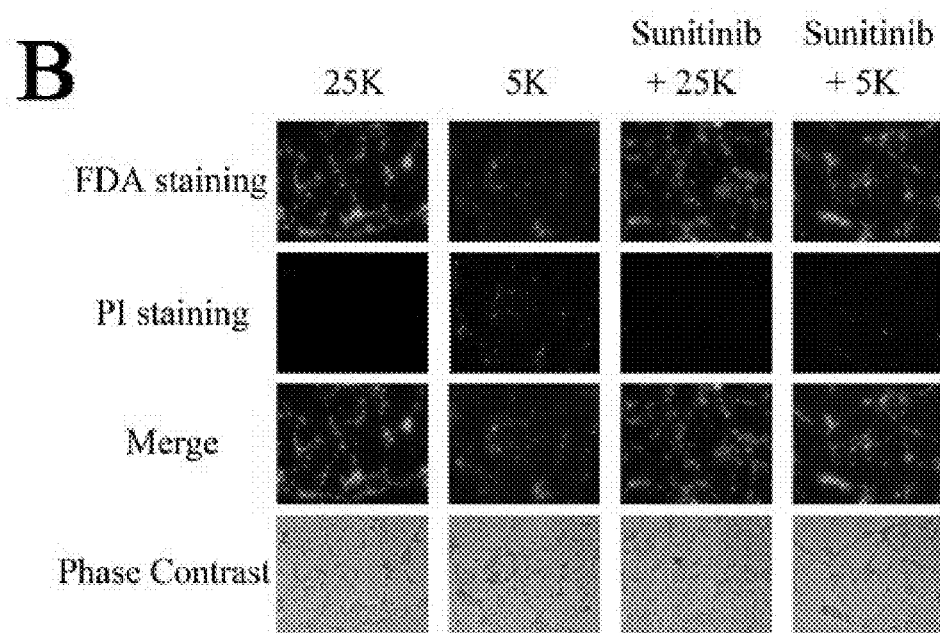 B
25K
5K
Sunitinib
+ 25K
Sunitinib
+ 5K
FDA staining
PI staining
Merge
Phase Contrast